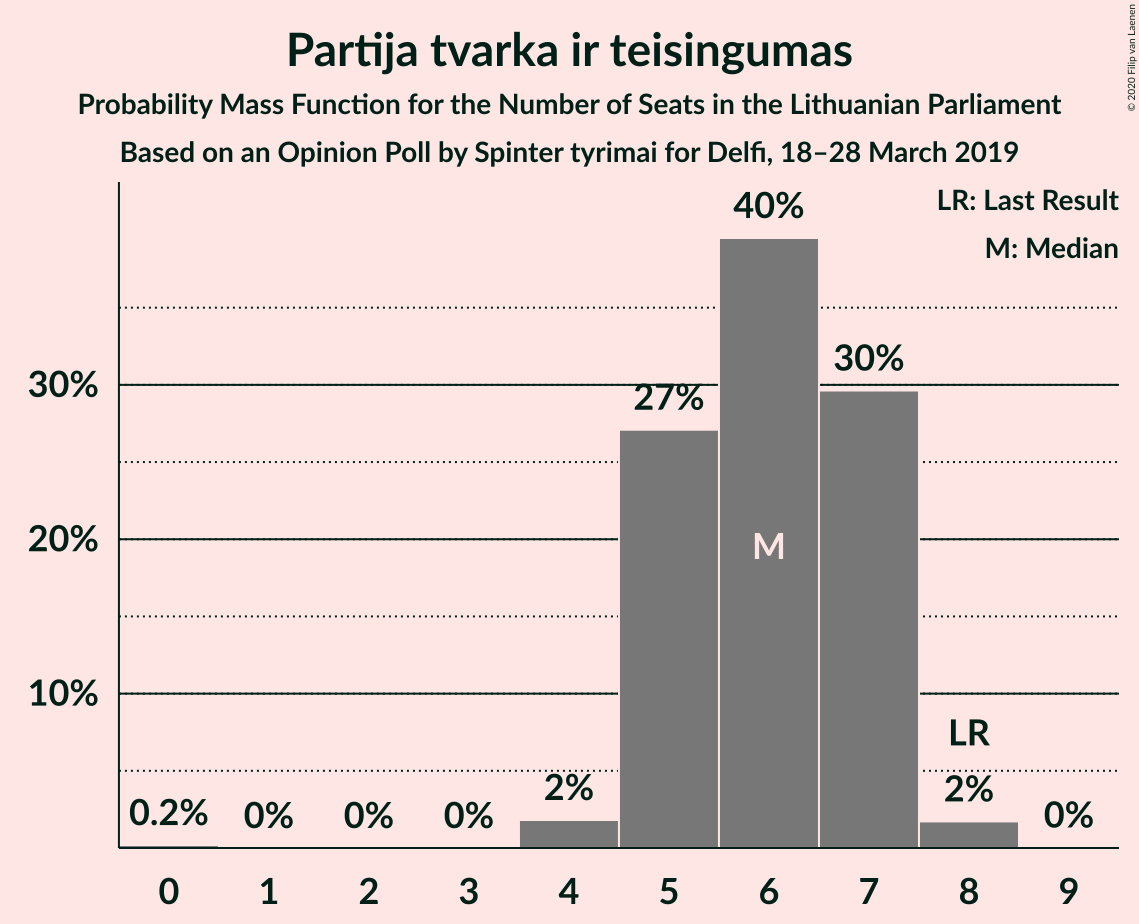 Partija tvarka ir teisingumas
Probability Mass Function for the Number of Seats in the Lithuanian Parliament
Based on an Opinion Poll by Spinter tyrimai for Delfi, 18–28 March 2019
© 2020 Filip van Laenen
LR: Last Result
M: Median
40%
30%
30%
27%
20%
M
10%
LR
0.2%
0%
0%
0%
2%
2%
0%
0 1 2 3 4 5 6 7 8 9